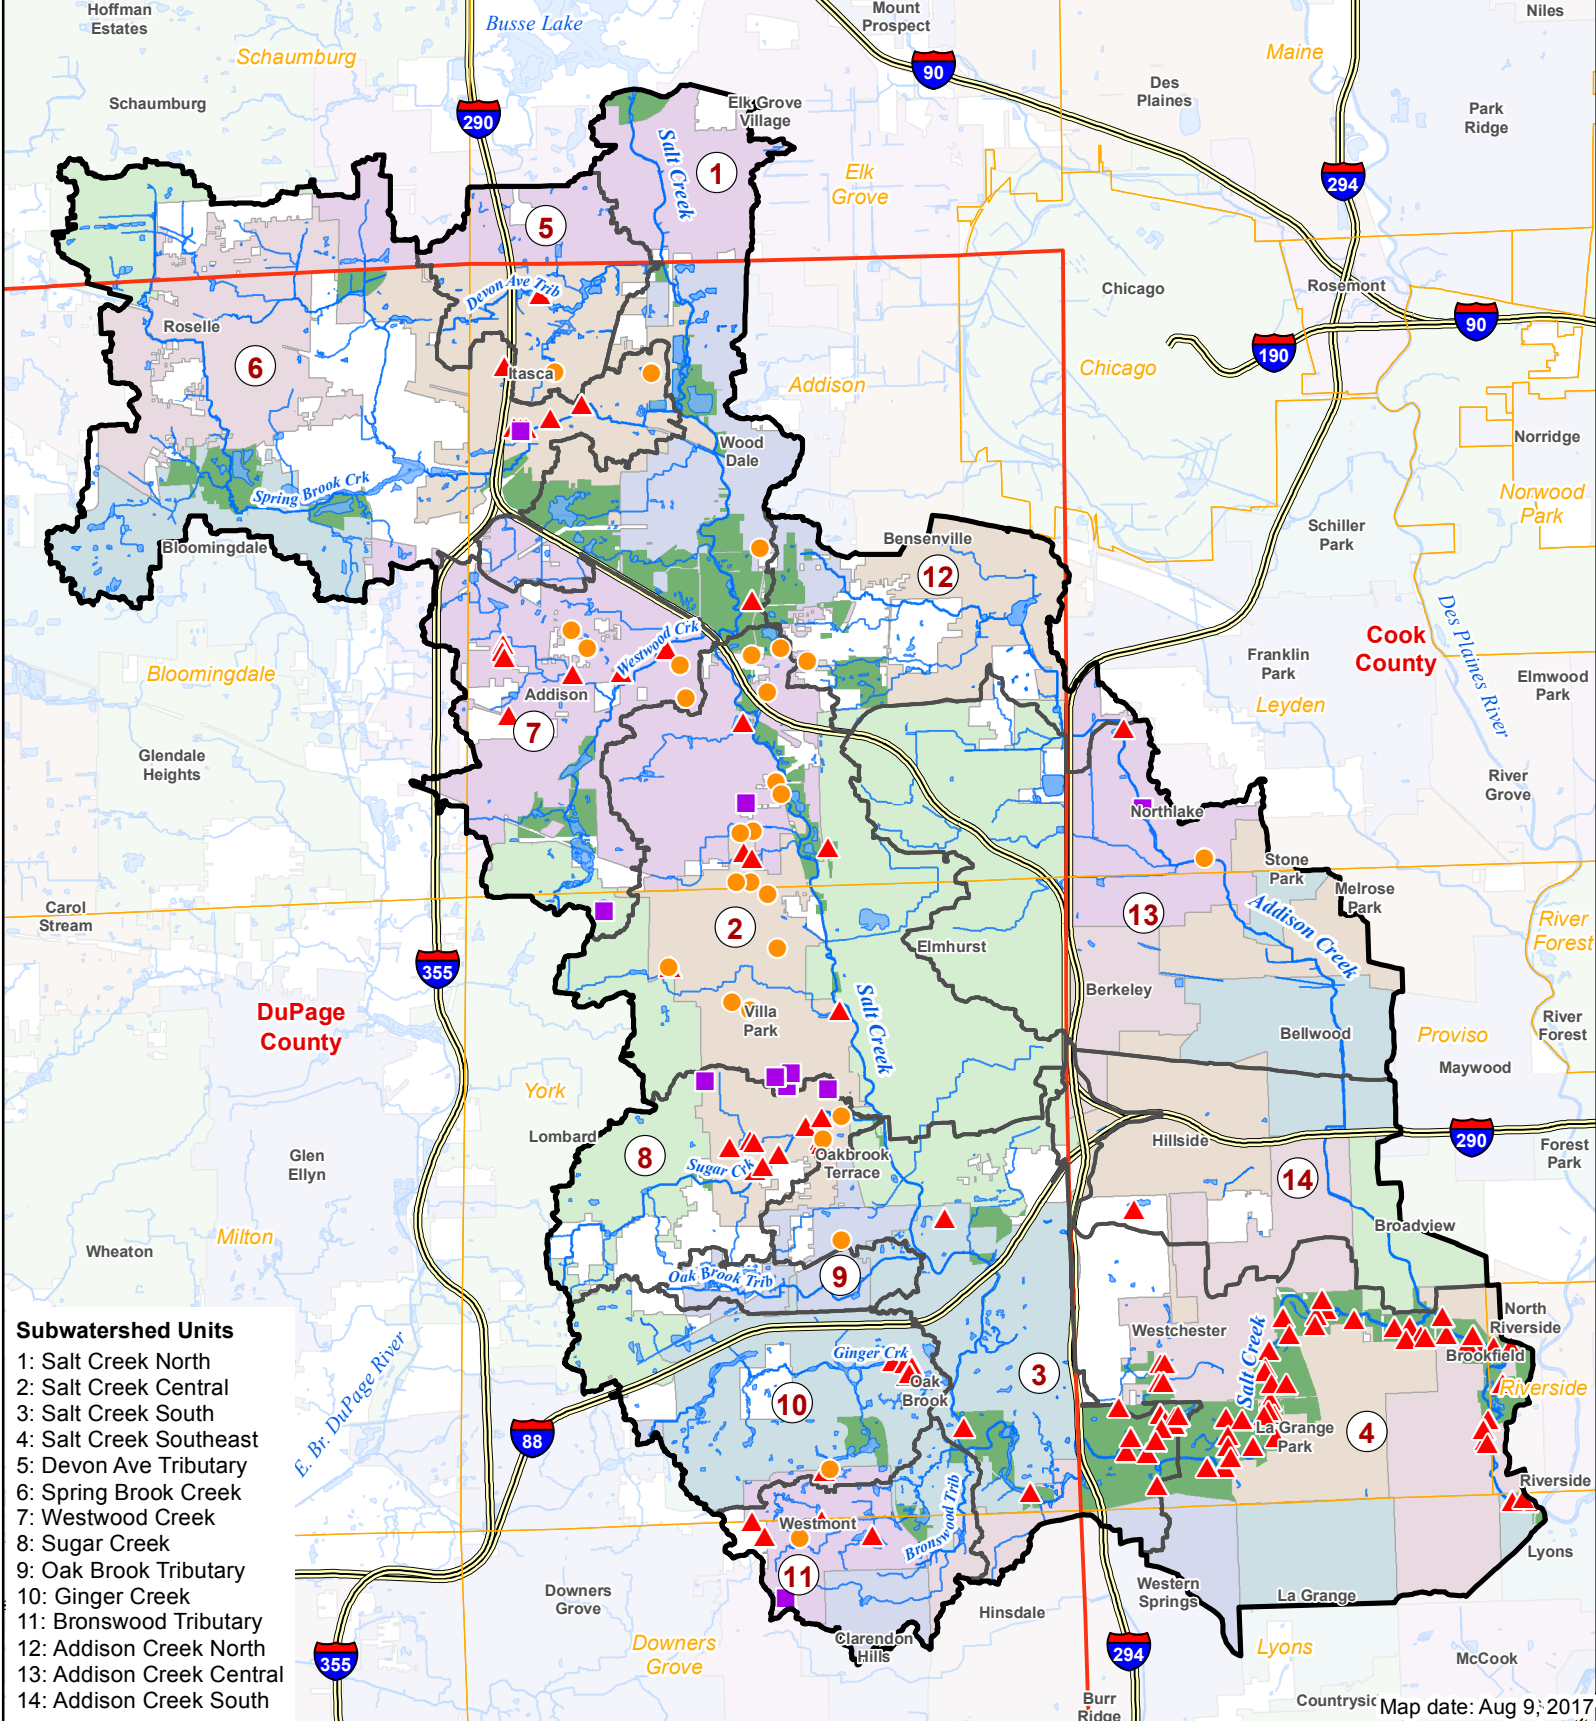 Hoffman
Estates
Busse Lake
Mount
Prospect
Niles
Schaumburg
Maine
90
Des
Plaines
Schaumburg
290
Elk Grove
Village
Park
Ridge
Salt Creek
1
Elk
Grove
294
5
Devon Ave Trib
Chicago
Rosemont
Roselle
90
190
6
Itasca
Addison
Chicago
Wood
Dale
Norridge
Spring Brook Crk
Norwood
Park
Schiller
Park
Bloomingdale
Bensenville
12
Des Plaines River
Cook
County
Westwood Crk
Bloomingdale
Franklin
Park
Elmwood
Park
Addison
Leyden
7
Glendale
Heights
River
Grove
Northlake
Stone
Park
Melrose
Park
Carol
Stream
2
13
Addison Creek
River
Forest
Elmhurst
355
Berkeley
DuPage
County
Salt Creek
Villa
Park
Bellwood
Proviso
River
Forest
Maywood
York
Lombard
Hillside
290
Forest
Park
Glen
Ellyn
8
Sugar Crk
Oakbrook
Terrace
14
Milton
Wheaton
Broadview
Oak Brook Trib
9
Subwatershed Units
1: Salt Creek North
2: Salt Creek Central
3: Salt Creek South
4: Salt Creek Southeast
5: Devon Ave Tributary
6: Spring Brook Creek
7: Westwood Creek
8: Sugar Creek
9: Oak Brook Tributary
10: Ginger Creek
11: Bronswood Tributary
12: Addison Creek North
13: Addison Creek Central
14: Addison Creek South
E. Br. DuPage River
North
Riverside
Westchester
Salt Creek
Brookfield
Ginger Crk
Oak
Brook
3
Riverside
10
La Grange
Park
4
88
Riverside
Bronswood Trib
Westmont
Lyons
11
Downers
Grove
Western
Springs
La Grange
Hinsdale
Clarendon
Hills
Downers
Grove
355
294
Lyons
McCook
Burr
Ridge
Map date: Aug 9, 2017